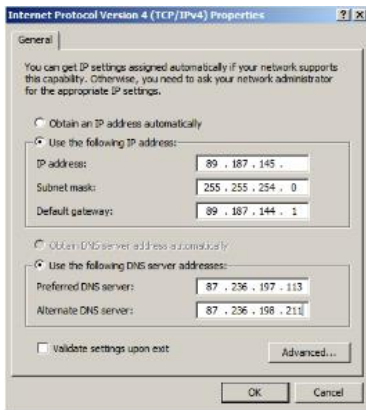 Internet Protocol Version 4 (TCP/IPv4) Properties
General
You can get IP settings assigned automatically if your network supports
this capability. Otherwise, you need to ask your network administrator
for the appropriate IP settings.
Obtain an IP address automatically
Use the following IP address:
IP address: 89 . 187 . 145 .
Subnet mask: 255 . 255 . 254 . 0
Default gateway: 89 . 187 . 144 . 1
Obtain DNS server address automatically
Use the following DNS server addresses:
Preferred DNS server: 87 . 236 . 197 . 113
Alternate DNS server: 87 . 236 . 198 . 211
Validate settings upon exit
Advanced...
OK Cancel